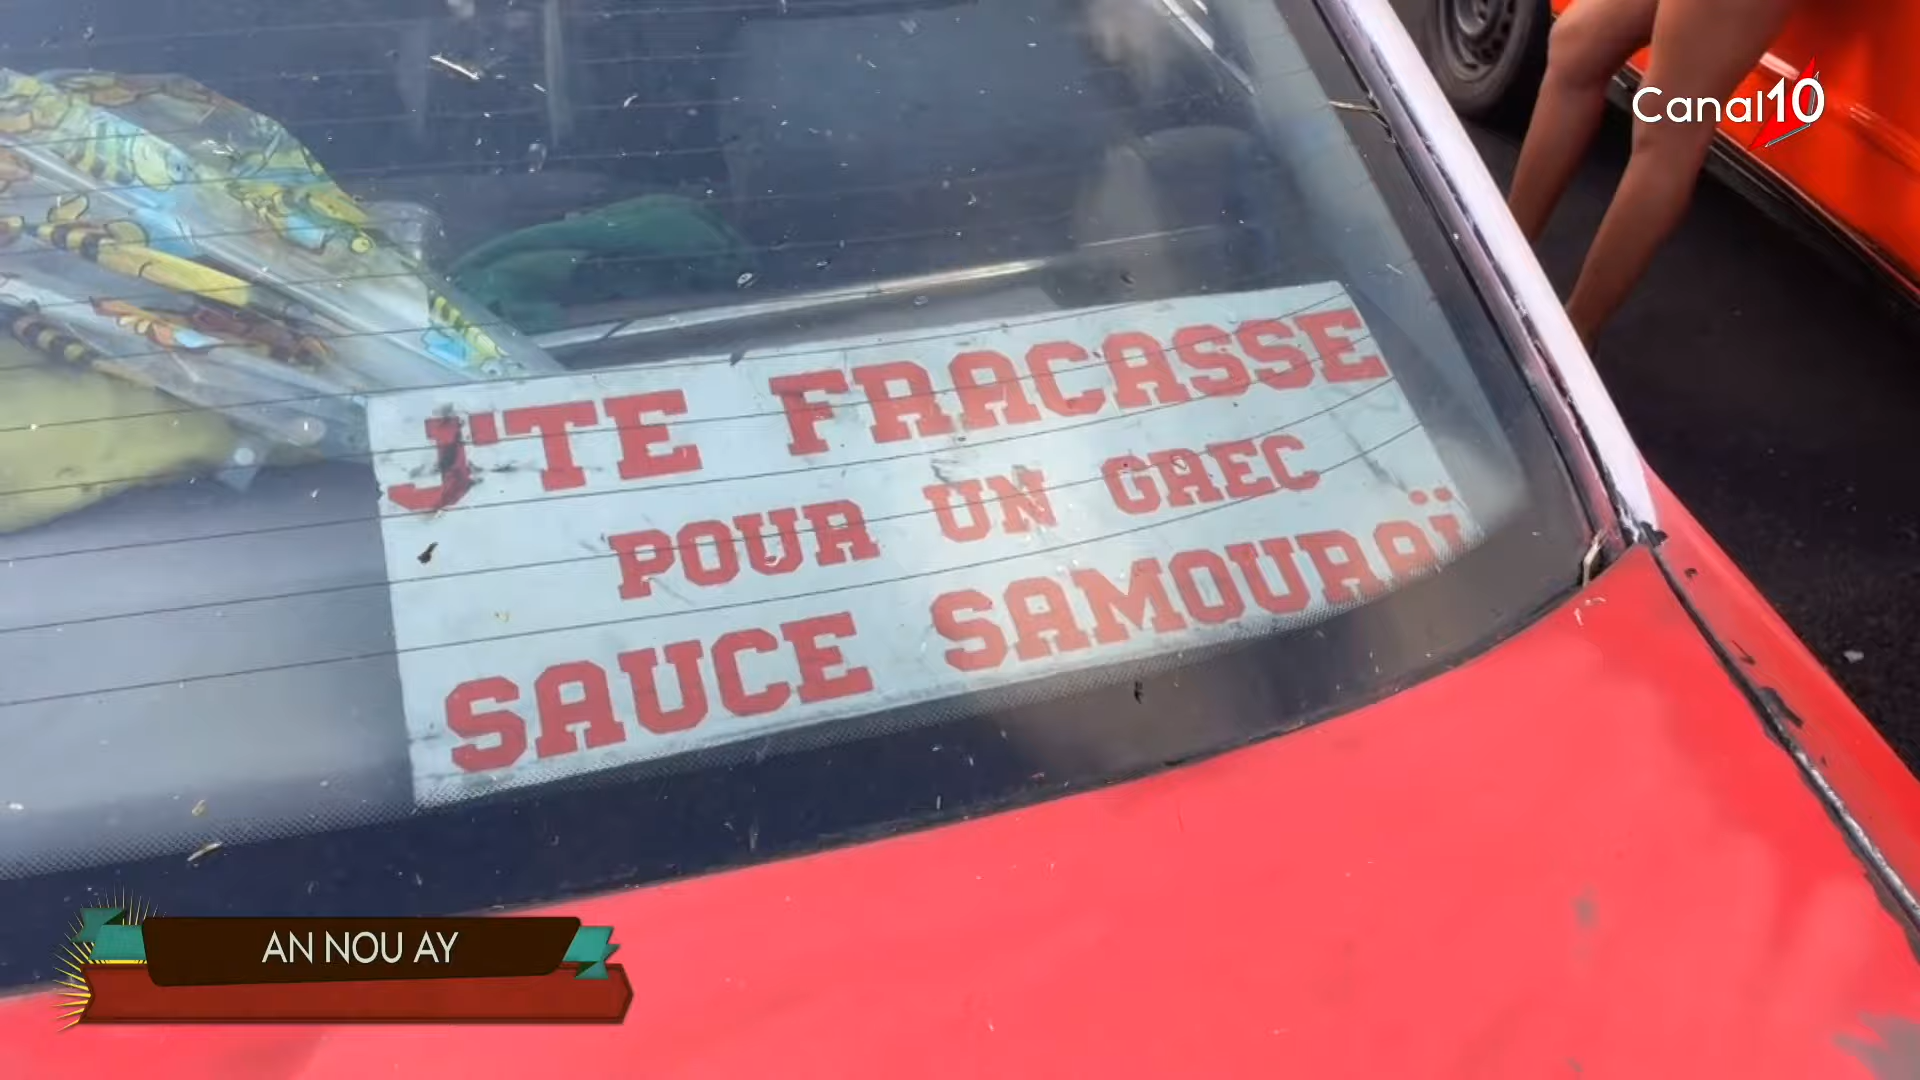 Canal10
J'TE FRACASSE
POUR UN GREC
SAUCE SAMOURAÏ
AN NOU AY